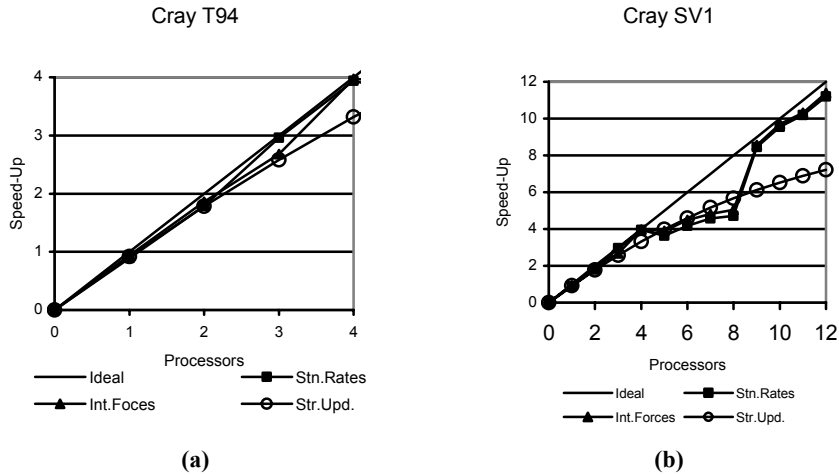 Cray T94
4
3
2
1
0
Speed-Up
0 1 2 3 4
Processors
Ideal Stn.Rates
Int.Foces Str.Upd.
(a)
Cray SV1
12
10
8
6
4
2
0
Speed-Up
0 2 4 6 8 10 12
Processors
Ideal Stn.Rates
Int.Forces Str.Upd.
(b)